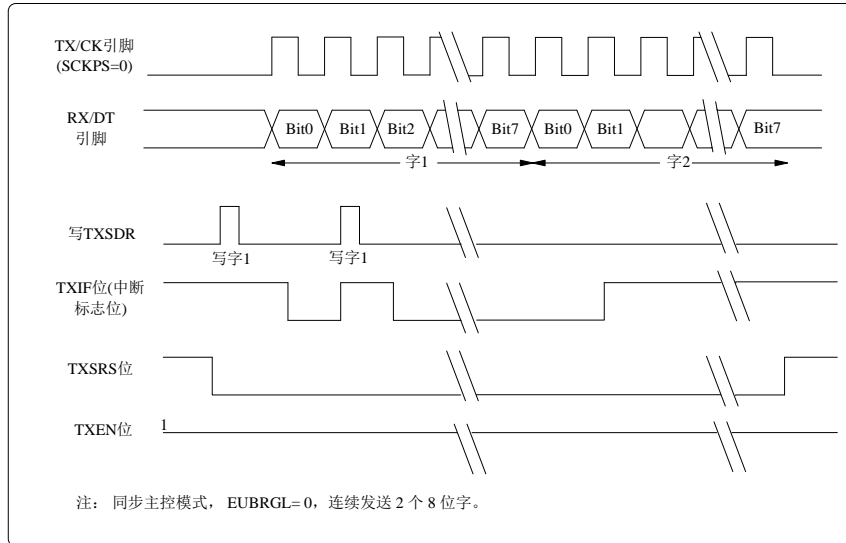 TX/CK引脚
(SCKPS=0)
RX/DT
引脚
Bit0 Bit1 Bit2 Bit7 Bit0 Bit1 Bit7
字1 字2
写TXSDR
写字1 写字1
TXIF位(中断
标志位)
TXSRS位
TXEN位 1
注： 同步主控模式， EUBRGL= 0，连续发送 2 个 8 位字。